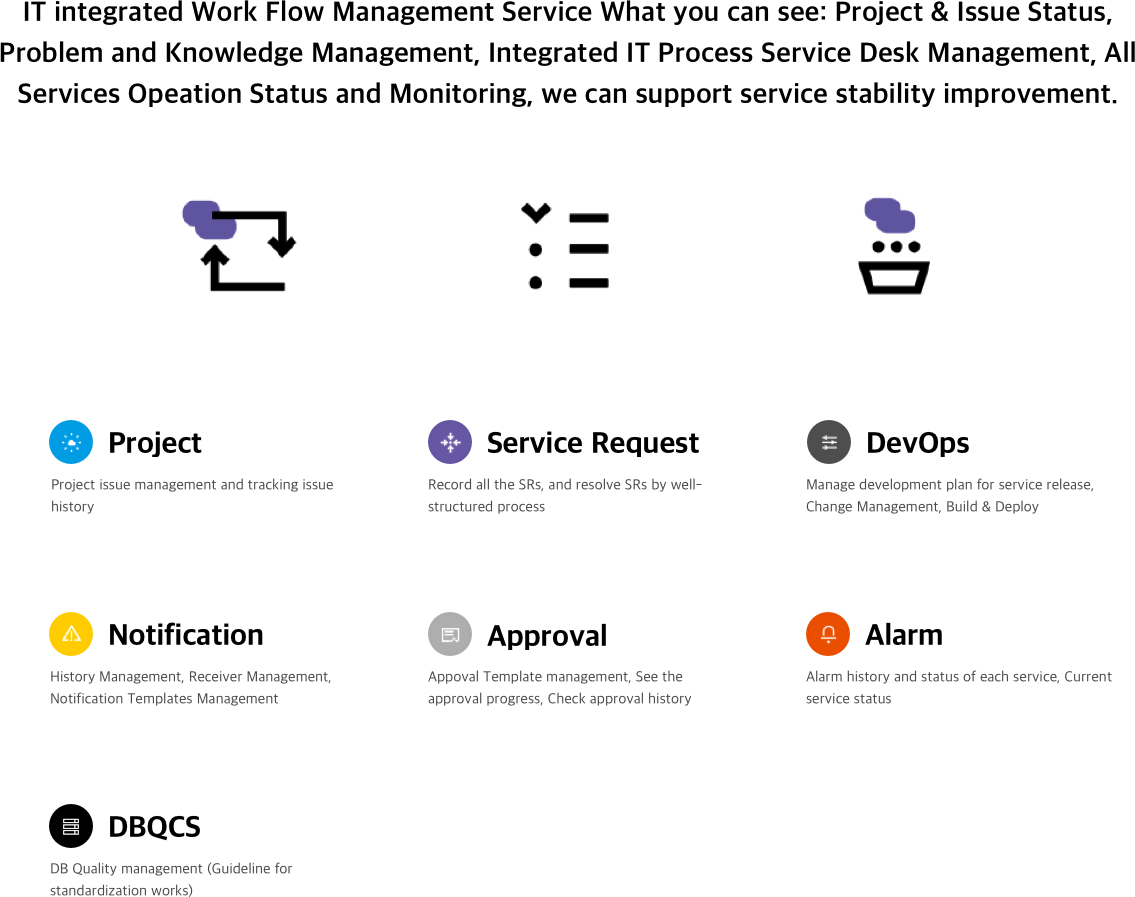 IT integrated Work Flow Management Service What you can see: Project & Issue Status,
Problem and Knowledge Management, Integrated IT Process Service Desk Management, All
Services Opeation Status and Monitoring, we can support service stability improvement.
Project
Project issue management and tracking issue
history
Service Request
Record all the SRs, and resolve SRs by well-
structured process
DevOps
Manage development plan for service release,
Change Management, Build & Deploy
Notification
History Management, Receiver Management,
Notification Templates Management
Approval
Appoval Template management, See the
approval progress, Check approval history
Alarm
Alarm history and status of each service, Current
service status
DBQCS
DB Quality management (Guideline for
standardization works)